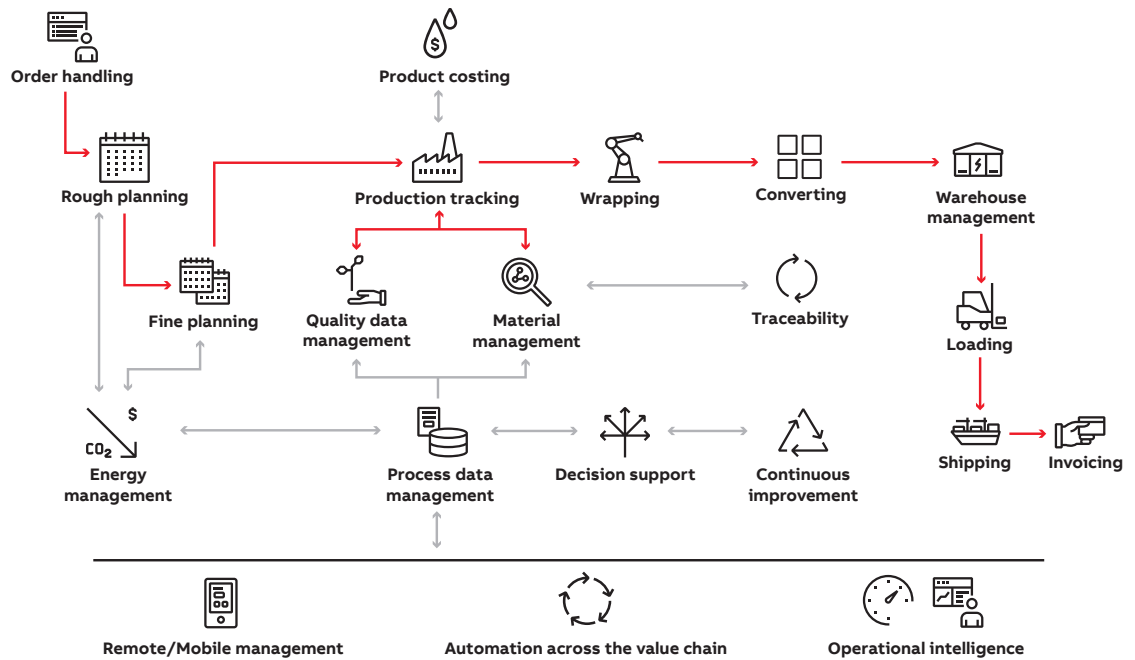 Order handling
$
Product costing
Rough planning
Production tracking
Wrapping
Converting
Warehouse
management
Fine planning
Quality data
management
Material
management
Traceability
Loading
$
CO₂
Energy
management
Process data
management
Decision support
Continuous
improvement
Shipping
Invoicing
Remote/Mobile management
Automation across the value chain
Operational intelligence